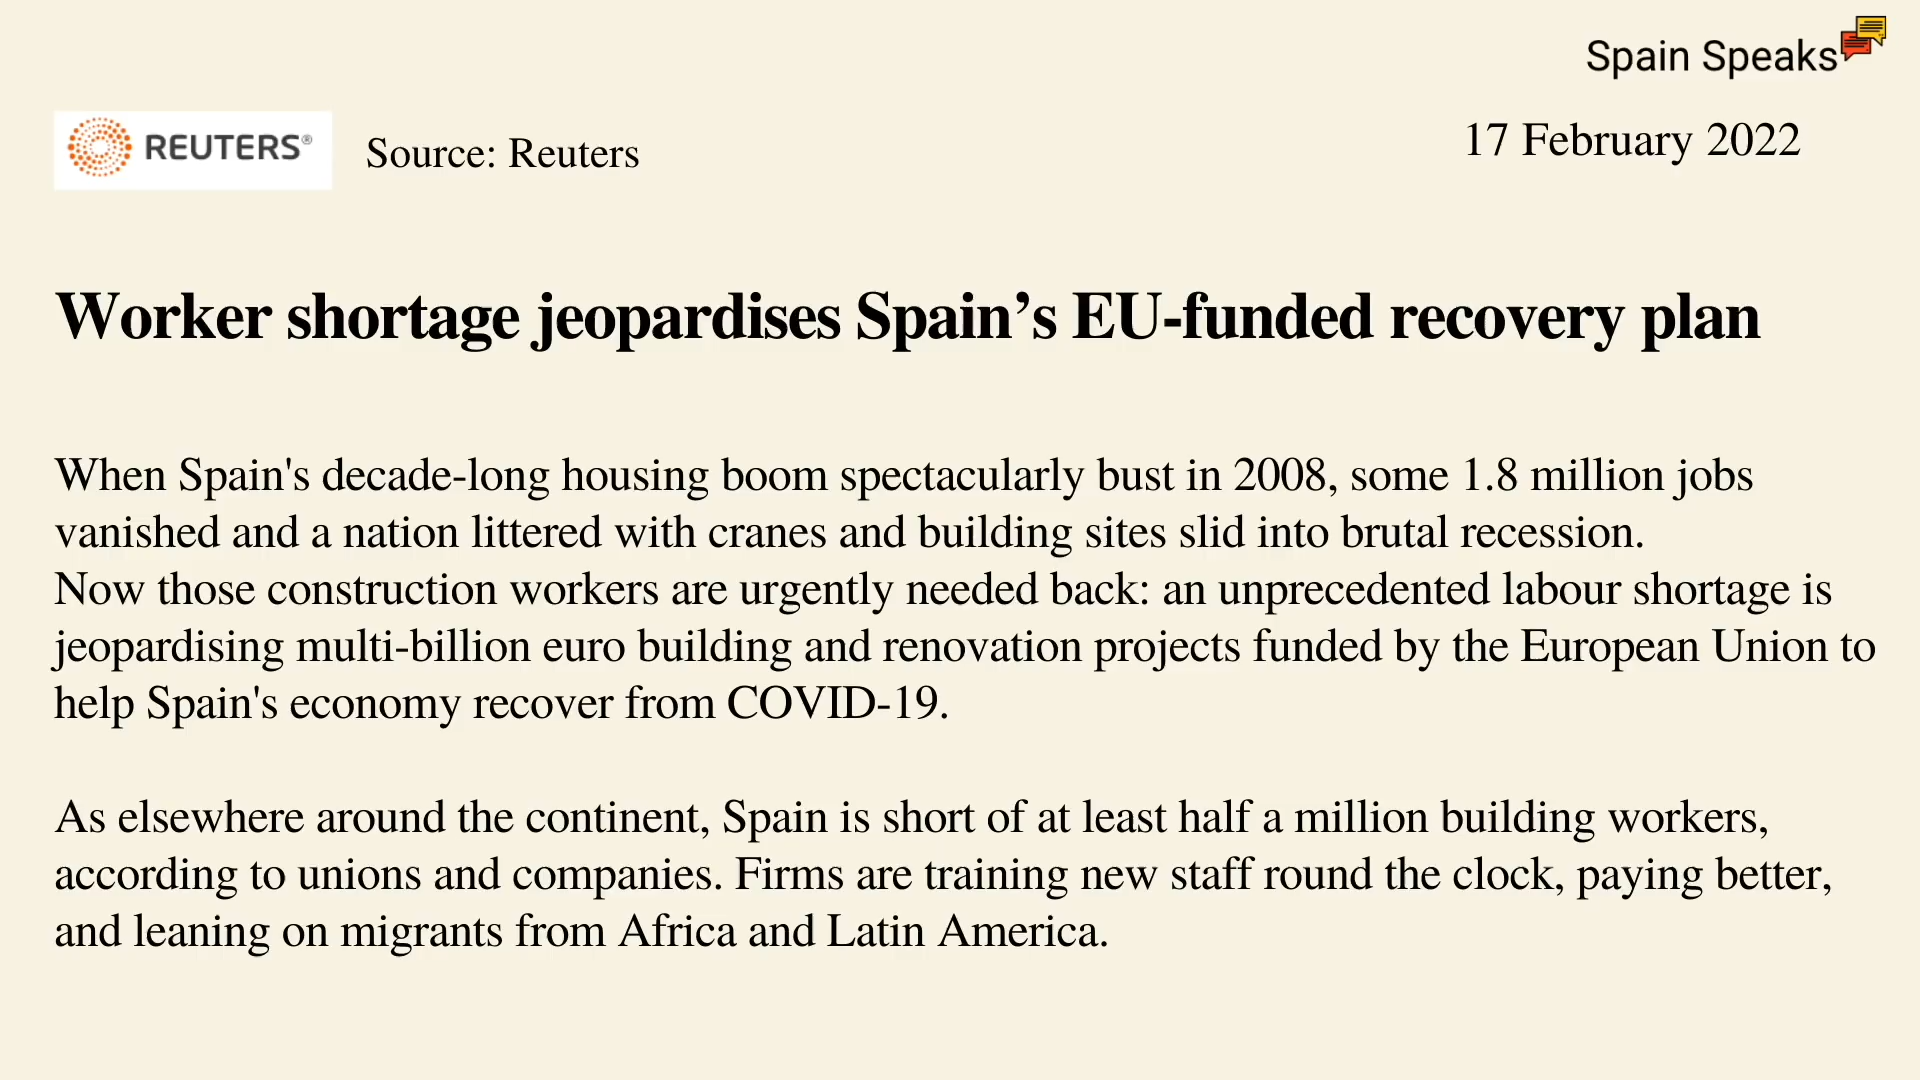 Spain Speaks
REUTERS®
Source: Reuters
17 February 2022
Worker shortage jeopardises Spain’s EU-funded recovery plan
When Spain's decade-long housing boom spectacularly bust in 2008, some 1.8 million jobs
vanished and a nation littered with cranes and building sites slid into brutal recession.
Now those construction workers are urgently needed back: an unprecedented labour shortage is
jeopardising multi-billion euro building and renovation projects funded by the European Union to
help Spain's economy recover from COVID-19.
As elsewhere around the continent, Spain is short of at least half a million building workers,
according to unions and companies. Firms are training new staff round the clock, paying better,
and leaning on migrants from Africa and Latin America.